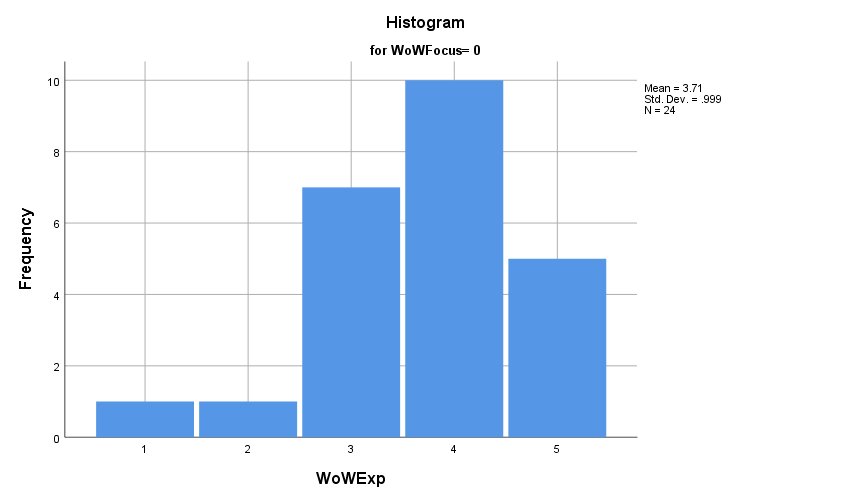 Histogram
for WoWFocus= 0
Mean = 3.71
Std. Dev. = .999
N = 24
Frequency
10
8
6
4
2
0
1 2 3 4 5
WoWExp